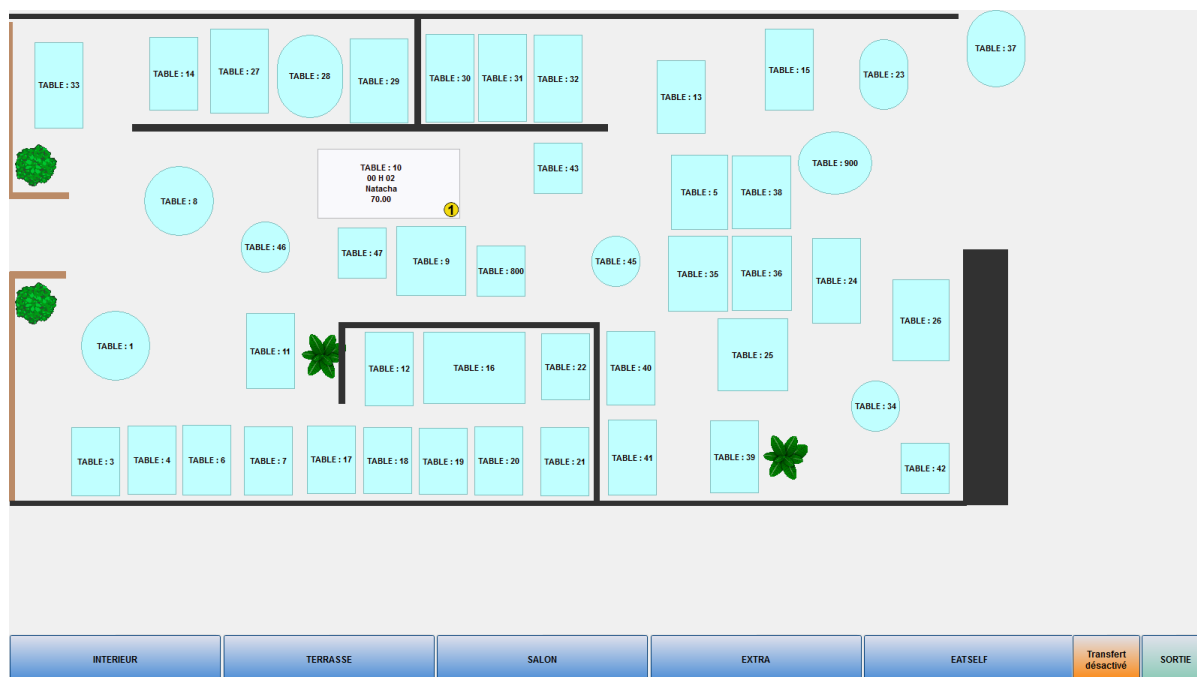 TABLE : 37
TABLE : 33
TABLE : 14
TABLE : 27
TABLE : 28
TABLE : 29
TABLE : 30
TABLE : 31
TABLE : 32
TABLE : 13
TABLE : 15
TABLE : 23
TABLE : 10
00 H 02
Natacha
70.00
1
TABLE : 43
TABLE : 900
TABLE : 5
TABLE : 38
TABLE : 8
TABLE : 46
TABLE : 47
TABLE : 9
TABLE : 800
TABLE : 45
TABLE : 35
TABLE : 36
TABLE : 24
TABLE : 26
TABLE : 1
TABLE : 11
TABLE : 12
TABLE : 16
TABLE : 22
TABLE : 40
TABLE : 25
TABLE : 34
TABLE : 3
TABLE : 4
TABLE : 6
TABLE : 7
TABLE : 17
TABLE : 18
TABLE : 19
TABLE : 20
TABLE : 21
TABLE : 41
TABLE : 39
TABLE : 42
INTERIEUR
TERRASSE
SALON
EXTRA
EATSELF
Transfert
désactivé
SORTIE